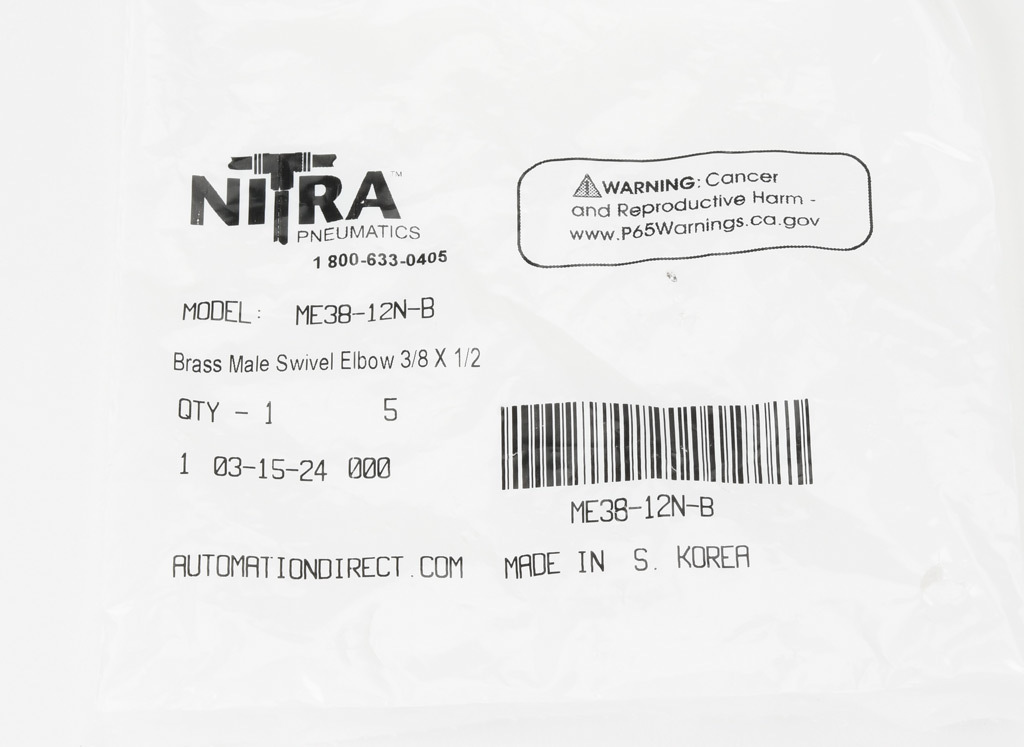 NITRA™
PNEUMATICS
1 800-633-0405
WARNING: Cancer
and Reproductive Harm -
www.P65Warnings.ca.gov
MODEL: ME38-12N-B
Brass Male Swivel Elbow 3/8 X 1/2
QTY - 1 5
1 03-15-24 000
ME38-12N-B
AUTOMATIONDIRECT.COM MADE IN S. KOREA